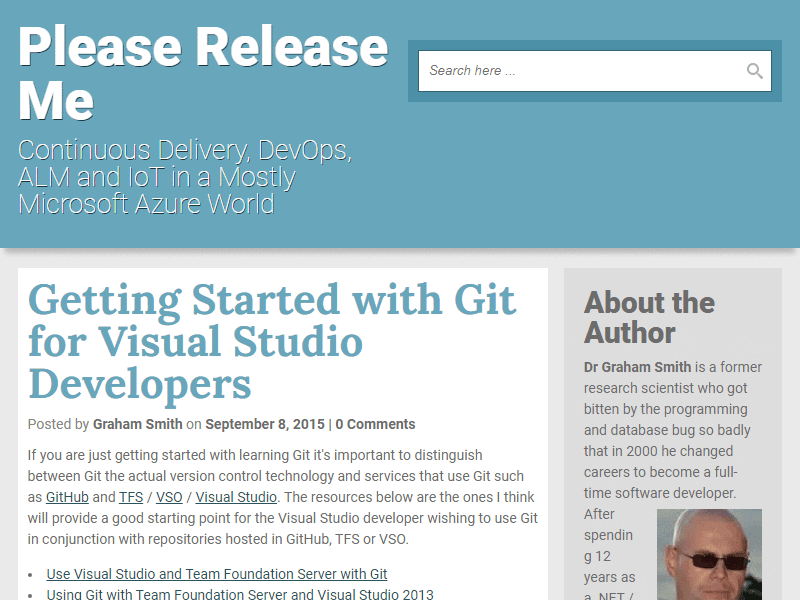 Please Release
Me
Continuous Delivery, DevOps,
ALM and IoT in a Mostly
Microsoft Azure World
Search here ...
Getting Started with Git
for Visual Studio
Developers
Posted by Graham Smith on September 8, 2015 | 0 Comments
If you are just getting started with learning Git it's important to distinguish
between Git the actual version control technology and services that use Git such
as GitHub and TFS / VSO / Visual Studio. The resources below are the ones I think
will provide a good starting point for the Visual Studio developer wishing to use Git
in conjunction with repositories hosted in GitHub, TFS or VSO.
• Use Visual Studio and Team Foundation Server with Git
• Using Git with Team Foundation Server and Visual Studio 2013
About the
Author
Dr Graham Smith is a former
research scientist who got
bitten by the programming
and database bug so badly
that in 2000 he changed
careers to become a full-
time software developer.
After
spendin
g 12
years as
a .NET /